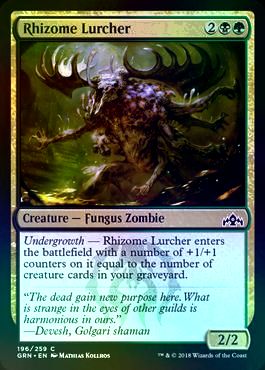 Rhizome Lurcher 2
Creature — Fungus Zombie
Undergrowth — Rhizome Lurcher enters
the battlefield with a number of +1/+1
counters on it equal to the number of
creature cards in your graveyard.
“The dead gain new purpose here. What
is strange in the eyes of other guilds is
harmonious in ours.”
—Devesh, Golgari shaman
2/2
196/259 C
GRN • EN Mathias Kollros
™ & © 2018 Wizards of the Coast